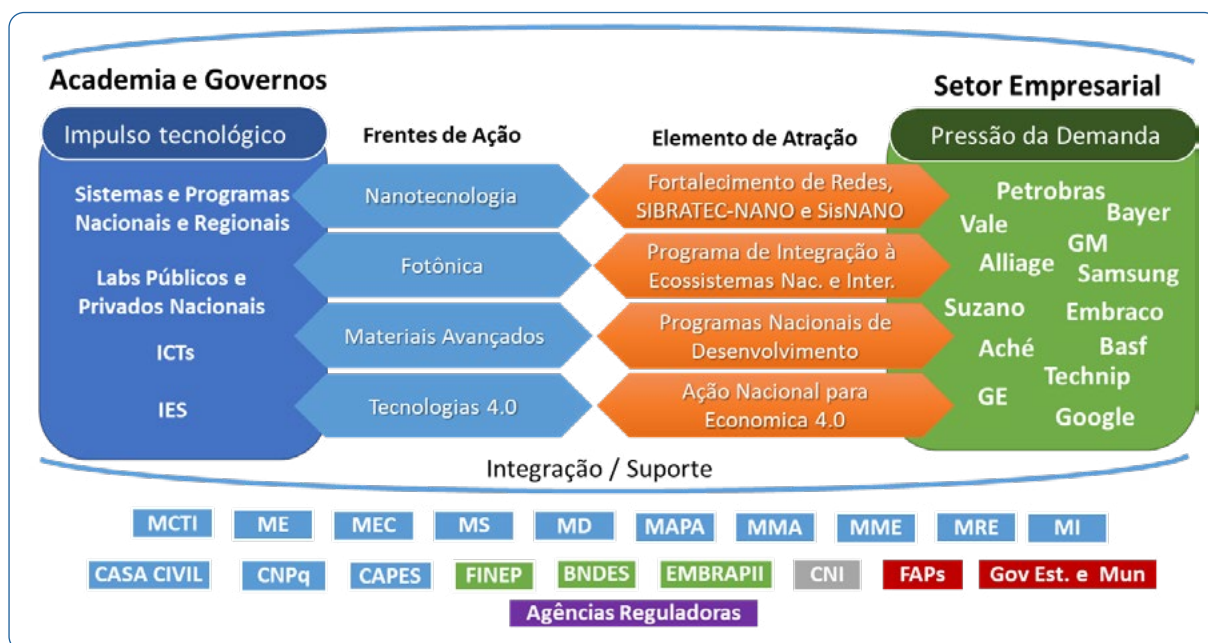 Academia e Governos
Setor Empresarial
Impulso tecnológico
Frentes de Ação
Elemento de Atração
Pressão da Demanda
Sistemas e Programas
Nacionais e Regionais
Labs Públicos e
Privados Nacionais
ICTs
IES
Nanotecnologia
Fotônica
Materiais Avançados
Tecnologias 4.0
Fortalecimento de Redes,
SIBRATEC-NANO e SisNANO
Programa de Integração à
Ecossistemas Nac. e Inter.
Programas Nacionais de
Desenvolvimento
Ação Nacional para
Economica 4.0
Petrobras
Vale
Bayer
GM
Alliage
Samsung
Suzano
Embraco
Aché
Basf
Technip
GE
Google
Integração / Suporte
MCTI ME MEC MS MD MAPA MMA MME MRE MI
CASA CIVIL CNPq CAPES FINEP BNDES EMBRAPII CNI FAPs Gov Est. e Mun
Agências Reguladoras